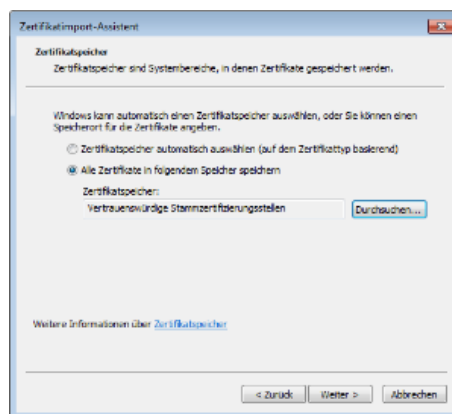 Zertifikatimport-Assistent
Zertifikatspeicher
Zertifikatspeicher sind Systembereiche, in denen Zertifikate gespeichert werden.
Windows kann automatisch einen Zertifikatspeicher auswählen, oder Sie können einen
Speicherort für die Zertifikate angeben.
Zertifikatspeicher automatisch auswählen (auf dem Zertifikattyp basierend)
Alle Zertifikate in folgendem Speicher speichern
Zertifikatspeicher:
Vertrauenswürdige Stammzertifizierungsstellen
Durchsuchen...
Weitere Informationen über Zertifikatspeicher
< Zurück Weiter > Abbrechen